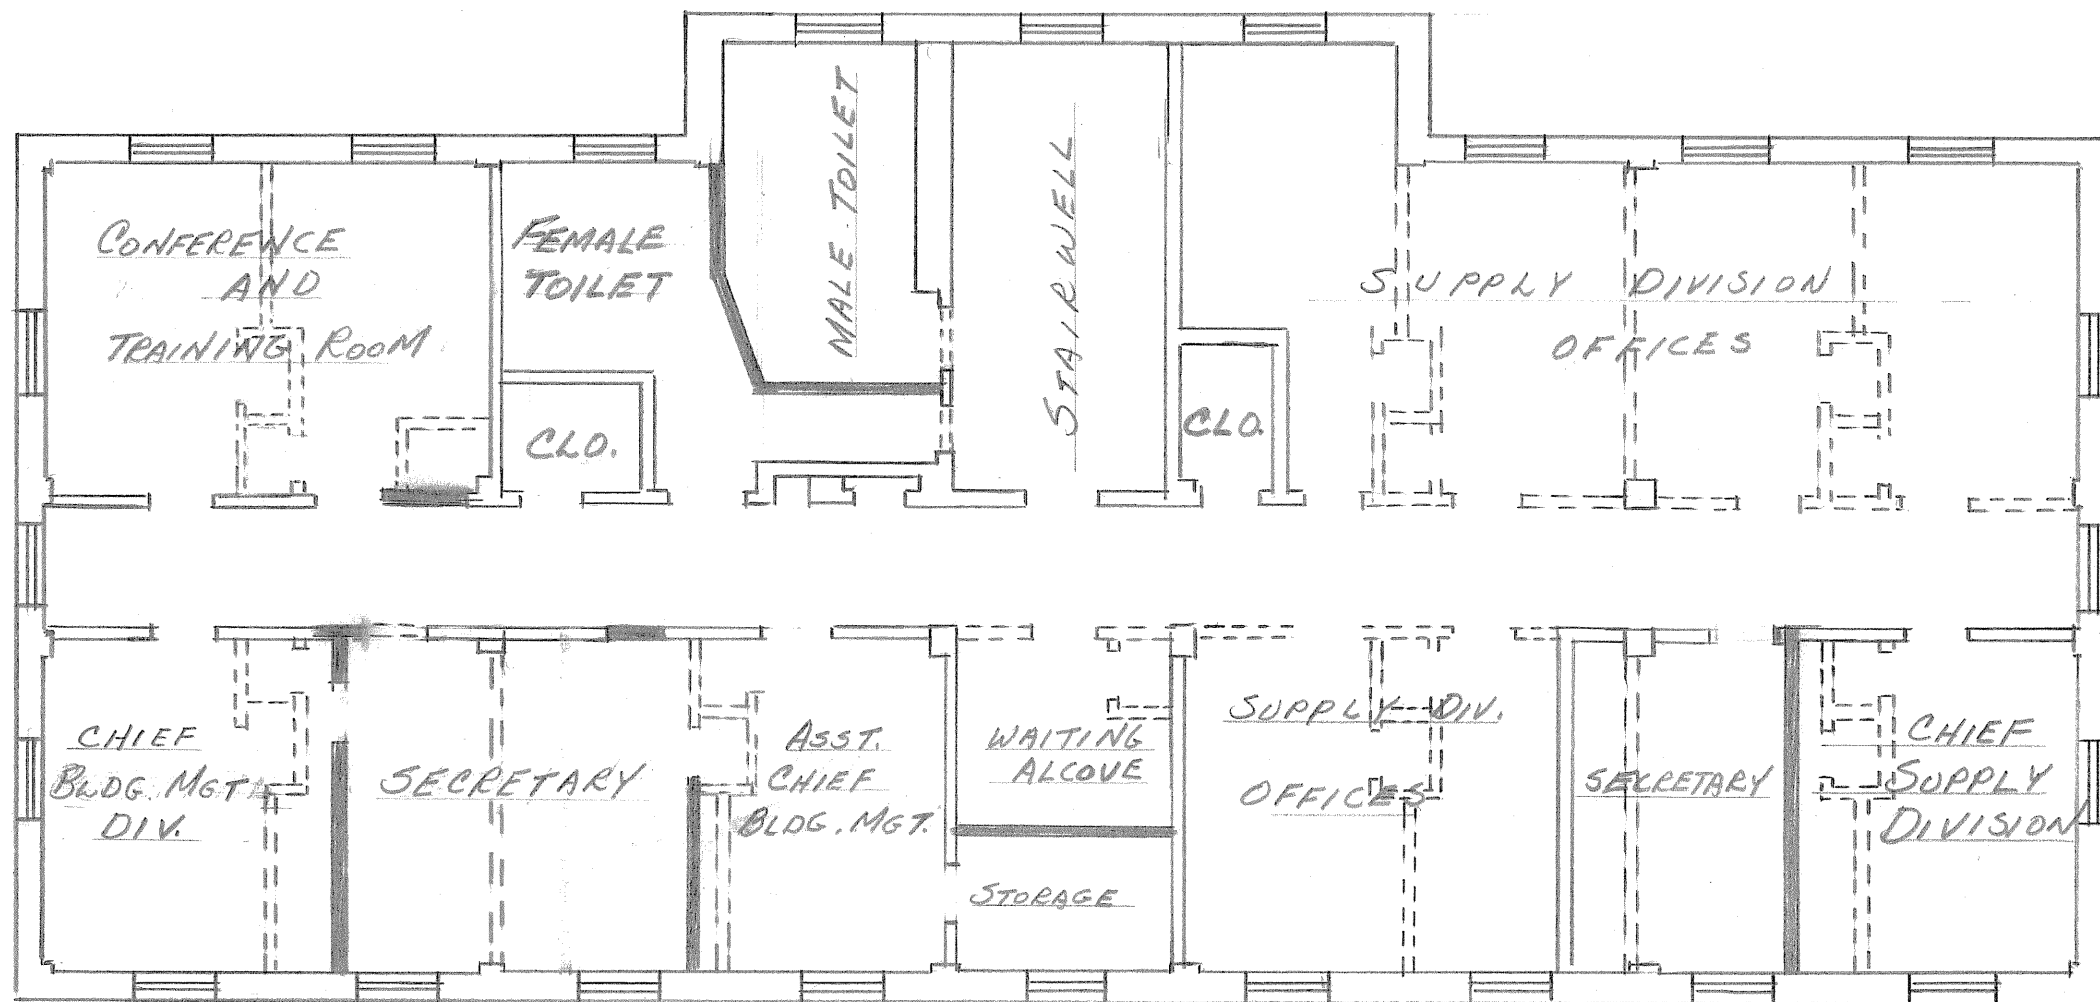 CONFERENCE
AND
TRAINING ROOM
FEMALE
TOILET
CLO.
MALE TOILET
STAIRWELL
CLO.
SUPPLY DIVISION
OFFICES
CHIEF
BLDG. MGT.
DIV.
SECRETARY
ASST.
CHIEF
BLDG. MGT.
WAITING
ALCOVE
STORAGE
SUPPLY DIV.
OFFICES
SECRETARY
CHIEF
SUPPLY
DIVISION